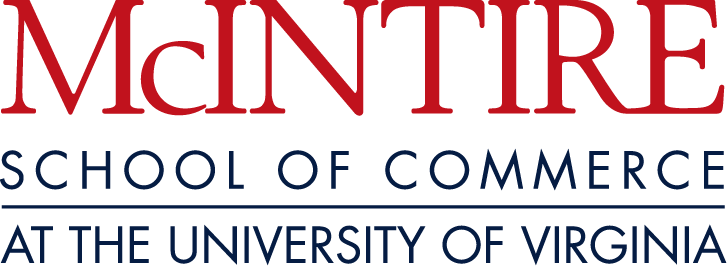 McINTIRE
SCHOOL OF COMMERCE
AT THE UNIVERSITY OF VIRGINIA